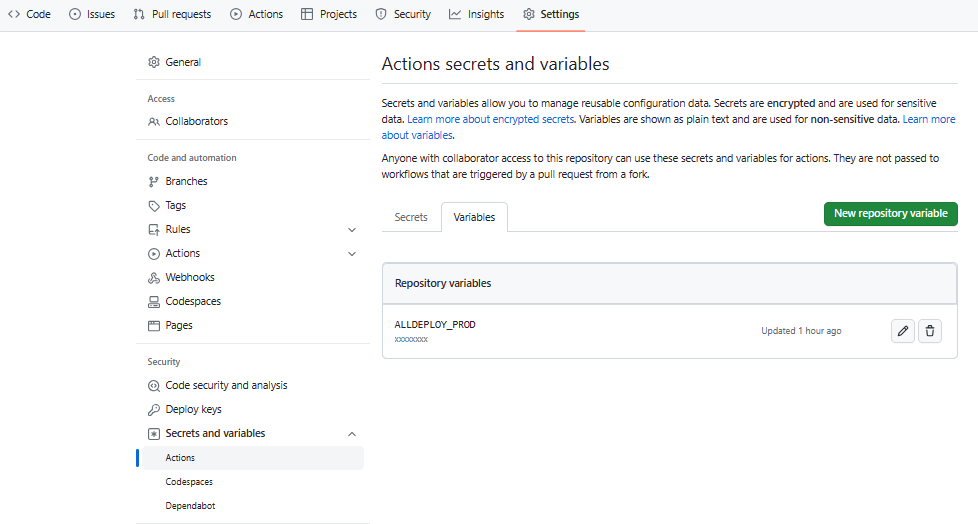 Code Issues Pull requests Actions Projects Security Insights Settings
General
Access
Collaborators
Code and automation
Branches
Tags
Rules
Actions
Webhooks
Codespaces
Pages
Security
Code security and analysis
Deploy keys
Secrets and variables
Actions
Codespaces
Dependabot
Actions secrets and variables
Secrets and variables allow you to manage reusable configuration data. Secrets are encrypted and are used for sensitive
data. Learn more about encrypted secrets. Variables are shown as plain text and are used for non-sensitive data. Learn more
about variables.
Anyone with collaborator access to this repository can use these secrets and variables for actions. They are not passed to
workflows that are triggered by a pull request from a fork.
Secrets Variables New repository variable
Repository variables
ALLDEPLOY_PROD Updated 1 hour ago
xxxxxxxx